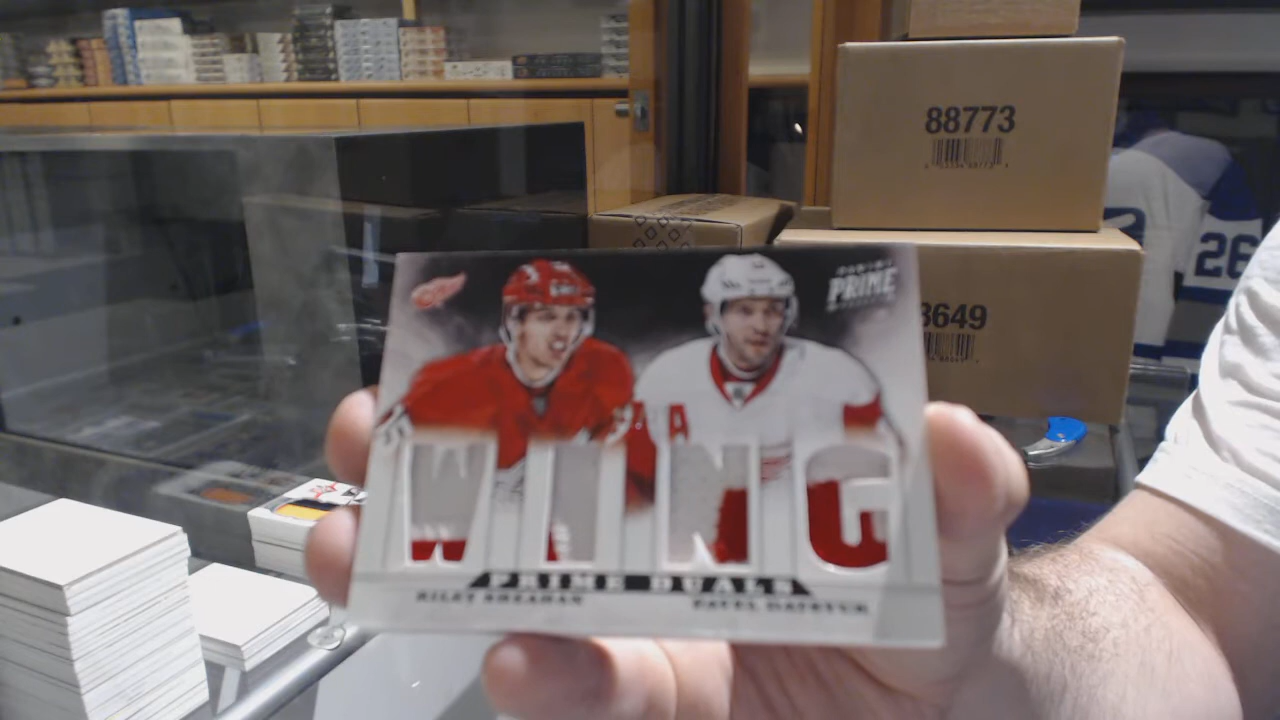 88773
3649
26
PANINI
PRIME
A
WING
PRIME DUALS
RILEY SHEAHAN PAVEL DATSYUK